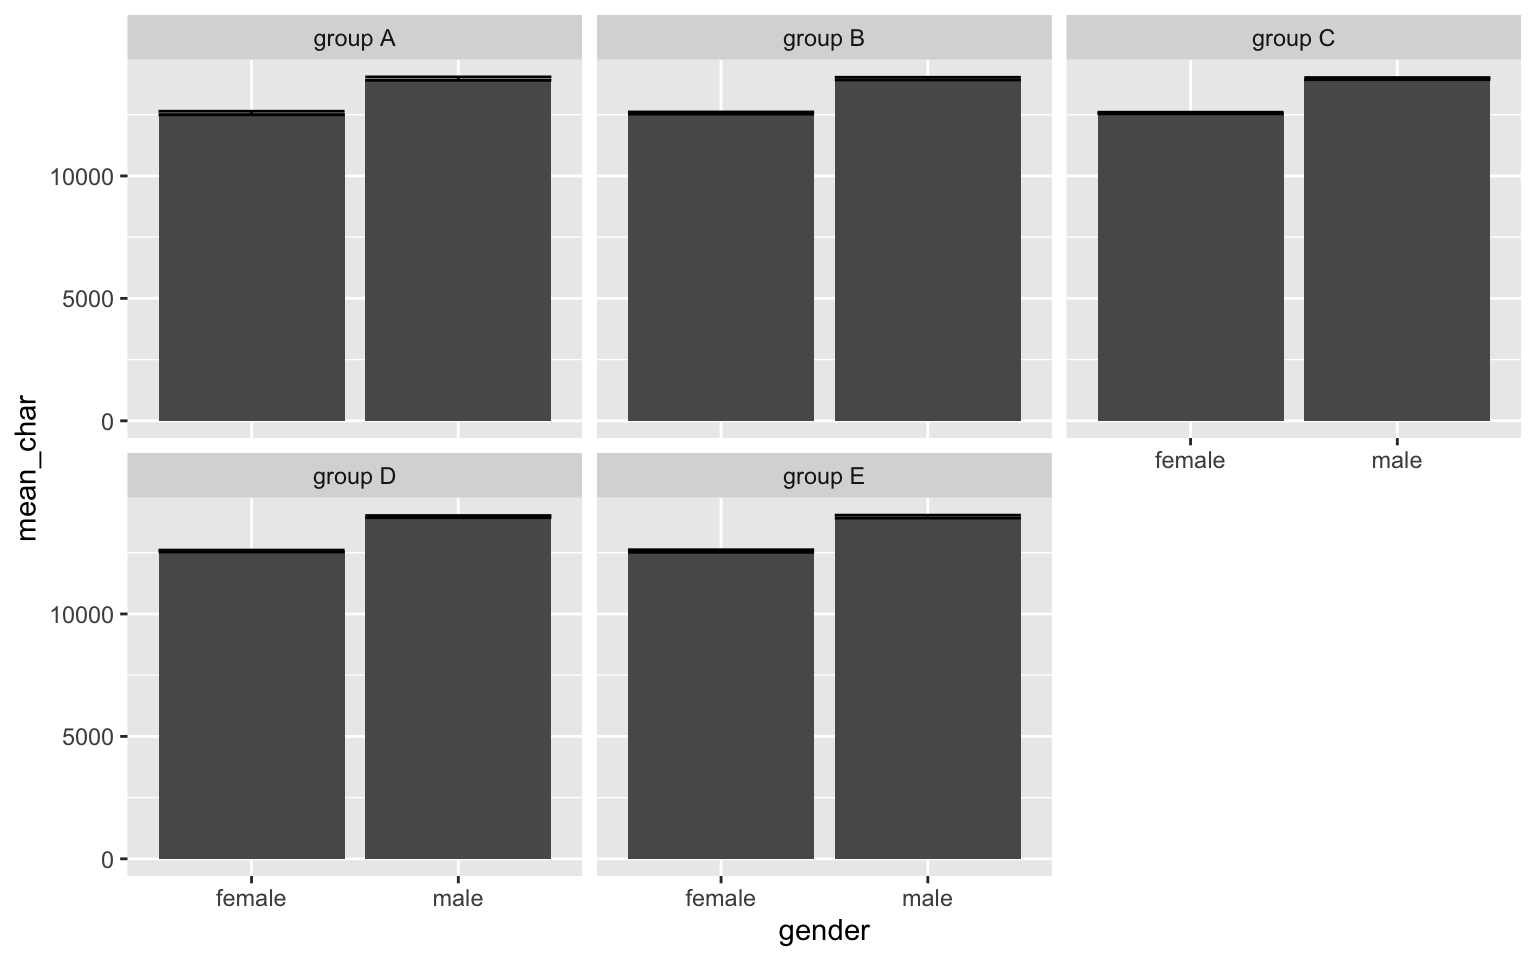 group A
group B
group C
10000
5000
0
female
male
mean_char
group D
group E
10000
5000
0
female
male
female
male
gender